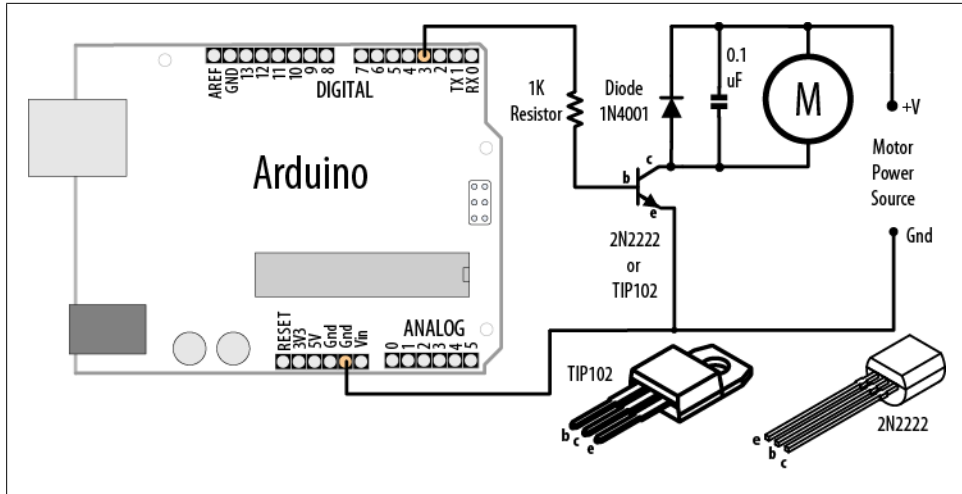 AREF
GND
13
12
11
10
9
8
7
6
5
4
3
2
TX 1
RX 0
DIGITAL
Arduino
RESET
3V3
5V
Gnd
Gnd
Vin
ANALOG
0
1
2
3
4
5
1K
Resistor
Diode
1N4001
0.1
uF
M
+V
Motor
Power
Source
Gnd
c
b
e
2N2222
or
TIP102
TIP102
b
c
e
2N2222
e
b
c